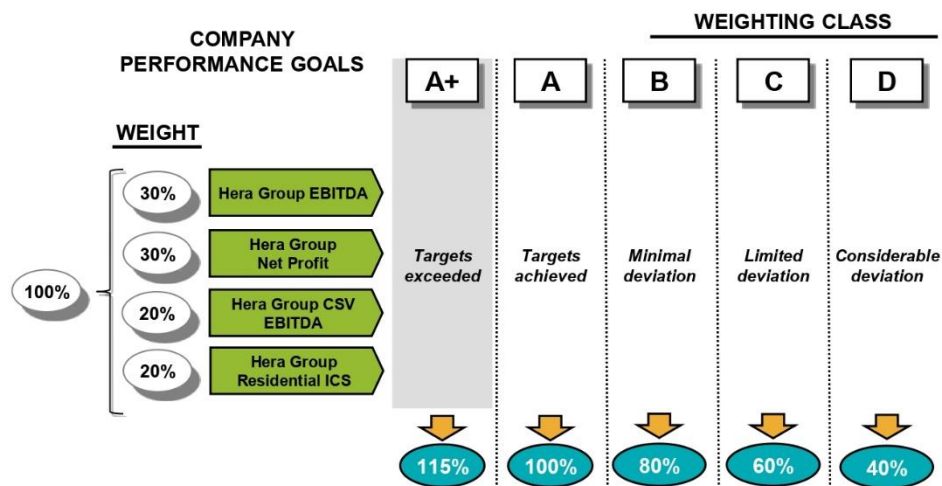 WEIGHTING CLASS
COMPANY
PERFORMANCE GOALS
A+
A
B
C
D
WEIGHT
30%
Hera Group EBITDA
30%
Hera Group
Net Profit
20%
Hera Group CSV
EBITDA
20%
Hera Group
Residential ICS
100%
Targets
exceeded
Targets
achieved
Minimal
deviation
Limited
deviation
Considerable
deviation
115%
100%
80%
60%
40%